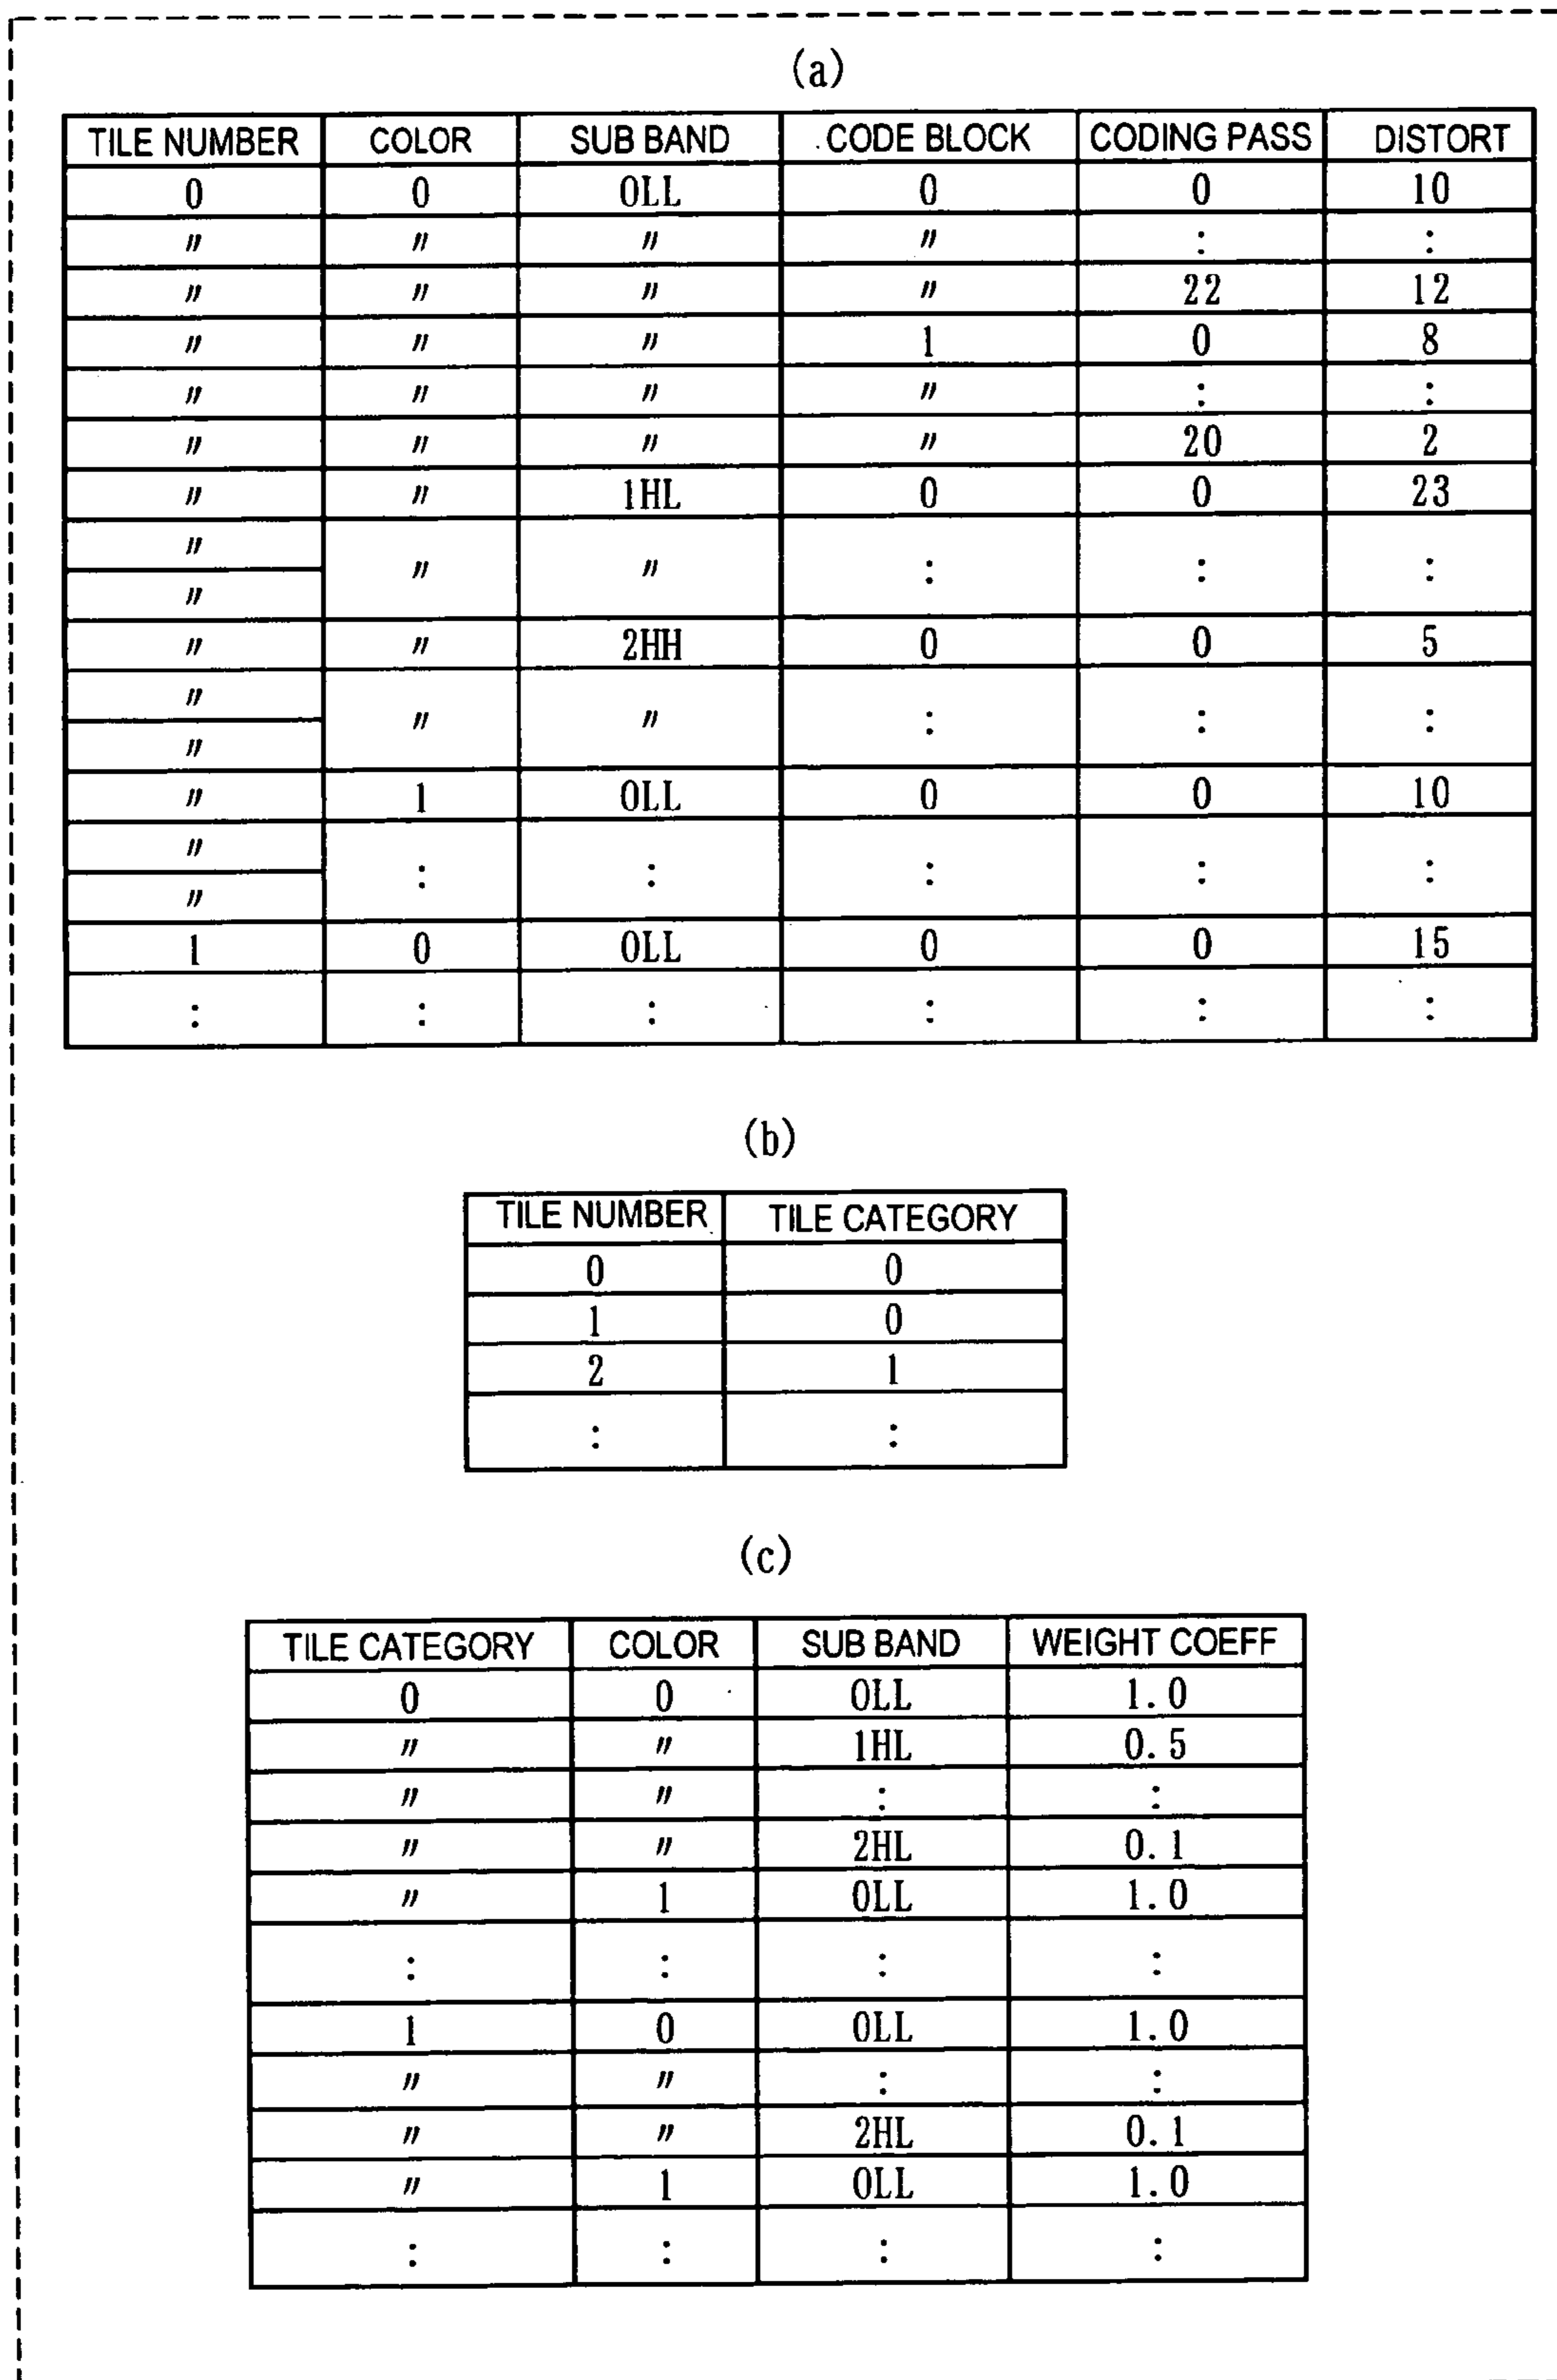 (a)
TILE NUMBER COLOR SUB BAND CODE BLOCK CODING PASS DISTORT
0 0 0LL 0 0 10
〃 〃 〃 〃 : :
〃 〃 〃 〃 22 12
〃 〃 〃 1 0 8
〃 〃 〃 〃 : :
〃 〃 〃 〃 20 2
〃 〃 1HL 0 0 23
〃
〃 〃 : : :
〃
〃 〃 2HH 0 0 5
〃
〃 〃 : : :
〃
〃 1 0LL 0 0 10
〃
: : : : :
〃
1 0 0LL 0 0 15
: : : : : :
(b)
TILE NUMBER TILE CATEGORY
0 0
1 0
2 1
: :
(c)
TILE CATEGORY COLOR SUB BAND WEIGHT COEFF
0 0 0LL 1.0
〃 〃 1HL 0.5
〃 〃 : :
〃 〃 2HL 0.1
〃 1 0LL 1.0
: : : :
1 0 0LL 1.0
〃 〃 : :
〃 〃 2HL 0.1
〃 1 0LL 1.0
: : : :